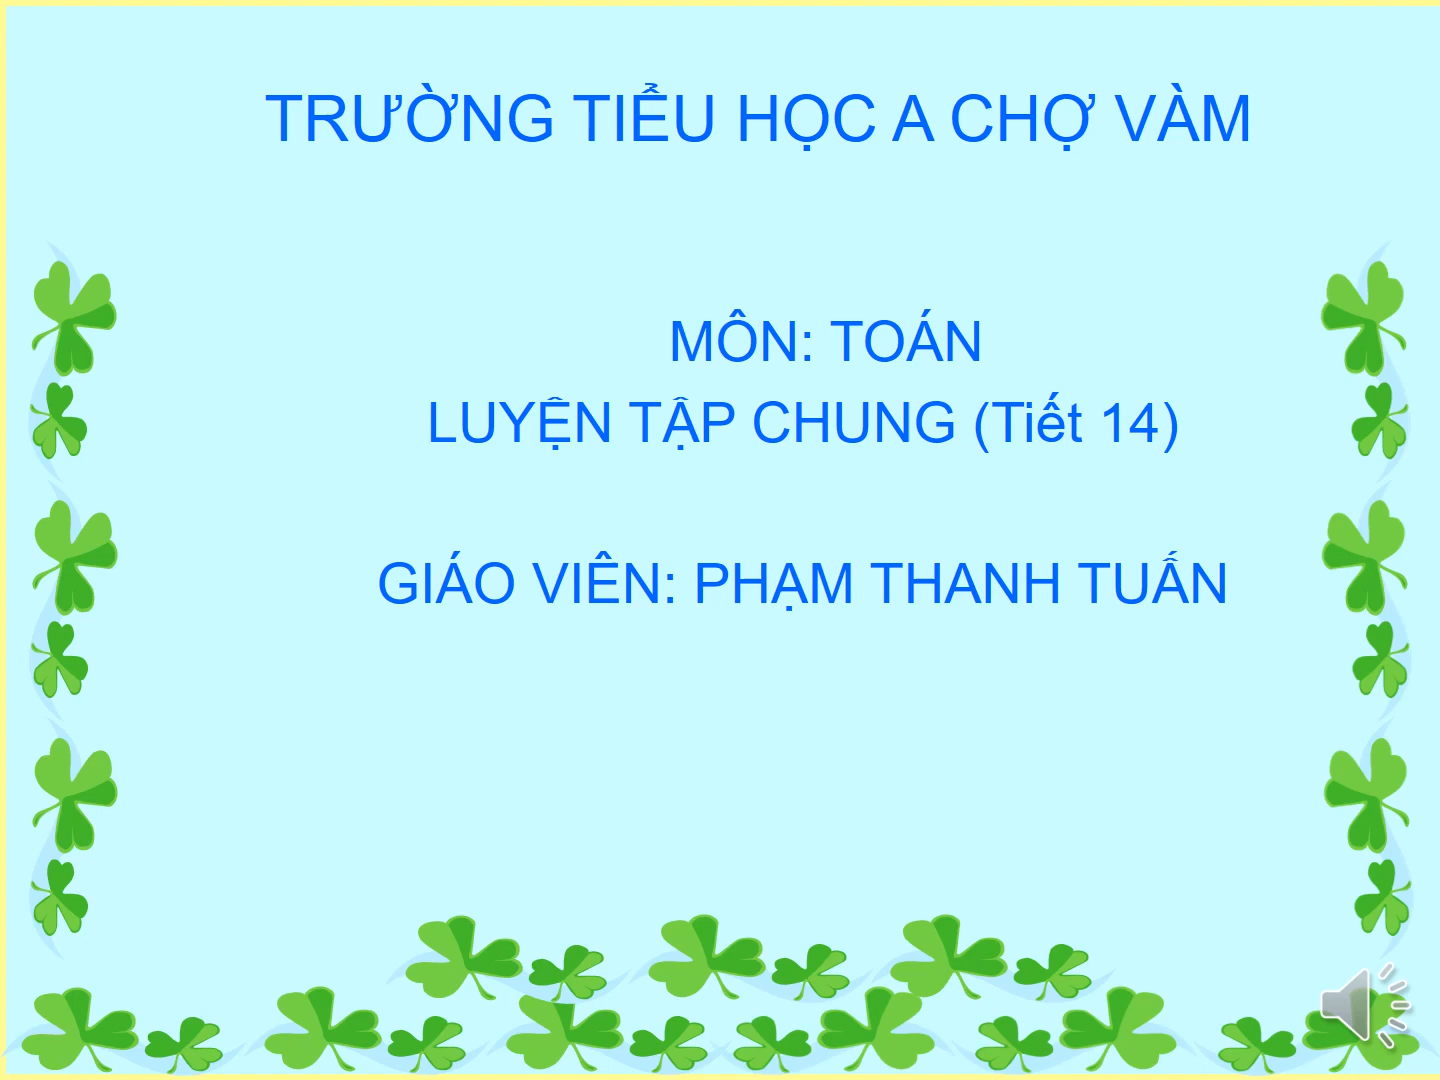 TRƯỜNG TIỂU HỌC A CHỢ VÀM
MÔN: TOÁN
LUYỆN TẬP CHUNG (Tiết 14)
GIÁO VIÊN: PHẠM THANH TUẤN